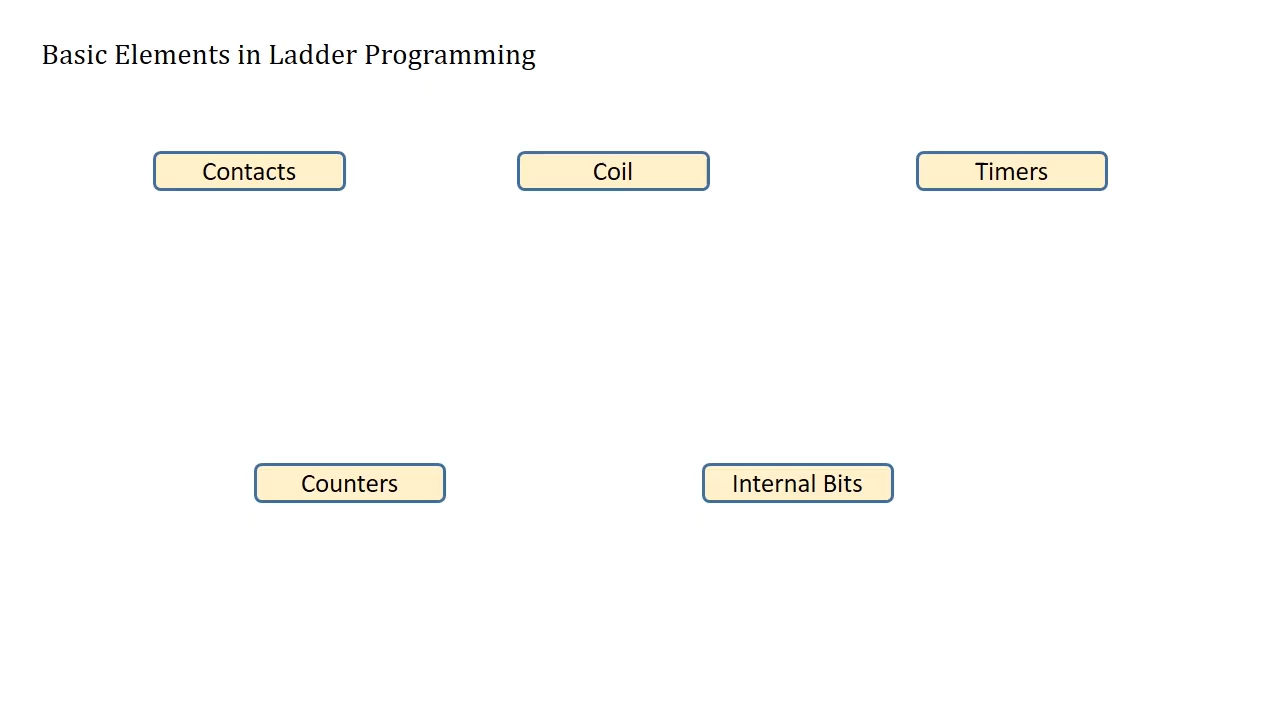 Basic Elements in Ladder Programming
Contacts
Coil
Timers
Counters
Internal Bits